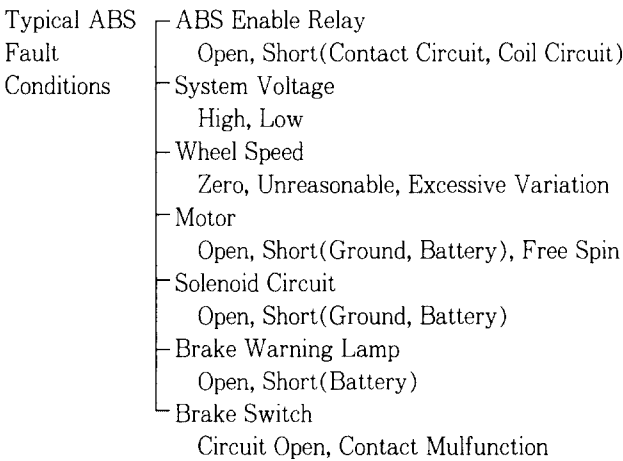 Typical ABS Fault Conditions
ABS Enable Relay
Open, Short(Contact Circuit, Coil Circuit)
System Voltage
High, Low
Wheel Speed
Zero, Unreasonable, Excessive Variation
Motor
Open, Short(Ground, Battery), Free Spin
Solenoid Circuit
Open, Short(Ground, Battery)
Brake Warning Lamp
Open, Short(Battery)
Brake Switch
Circuit Open, Contact Mulfunction